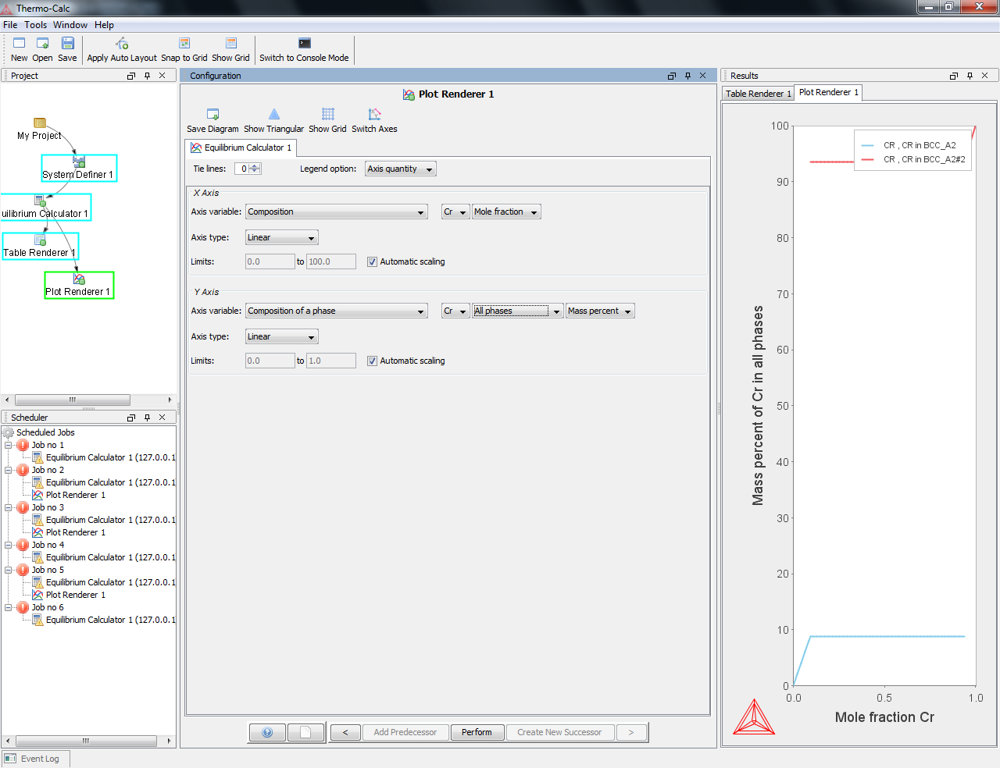 Thermo-Calc
File Tools Window Help
New Open Save Apply Auto Layout Snap to Grid Show Grid Switch to Console Mode
Project
My Project
System Definer 1
uilibrium Calculator 1
Table Renderer 1
Plot Renderer 1
Scheduler
Scheduled Jobs
Job no 1
Equilibrium Calculator 1 (127.0.0.1
Job no 2
Equilibrium Calculator 1 (127.0.0.1
Plot Renderer 1
Job no 3
Equilibrium Calculator 1 (127.0.0.1
Plot Renderer 1
Job no 4
Equilibrium Calculator 1 (127.0.0.1
Job no 5
Equilibrium Calculator 1 (127.0.0.1
Plot Renderer 1
Job no 6
Equilibrium Calculator 1 (127.0.0.1
Event Log
Configuration
Plot Renderer 1
Save Diagram Show Triangular Show Grid Switch Axes
Equilibrium Calculator 1
Tie lines: 0 Legend option: Axis quantity
X Axis
Axis variable: Composition Cr Mole fraction
Axis type: Linear
Limits: 0.0 to 100.0 Automatic scaling
Y Axis
Axis variable: Composition of a phase Cr All phases Mass percent
Axis type: Linear
Limits: 0.0 to 1.0 Automatic scaling
< Add Predecessor Perform Create New Successor >
Results
Table Renderer 1 Plot Renderer 1
CR , CR in BCC_A2
CR , CR in BCC_A2#2
100
90
80
70
60
50
40
30
20
10
0
Mass percent of Cr in all phases
0.0 0.5 1.0
Mole fraction Cr